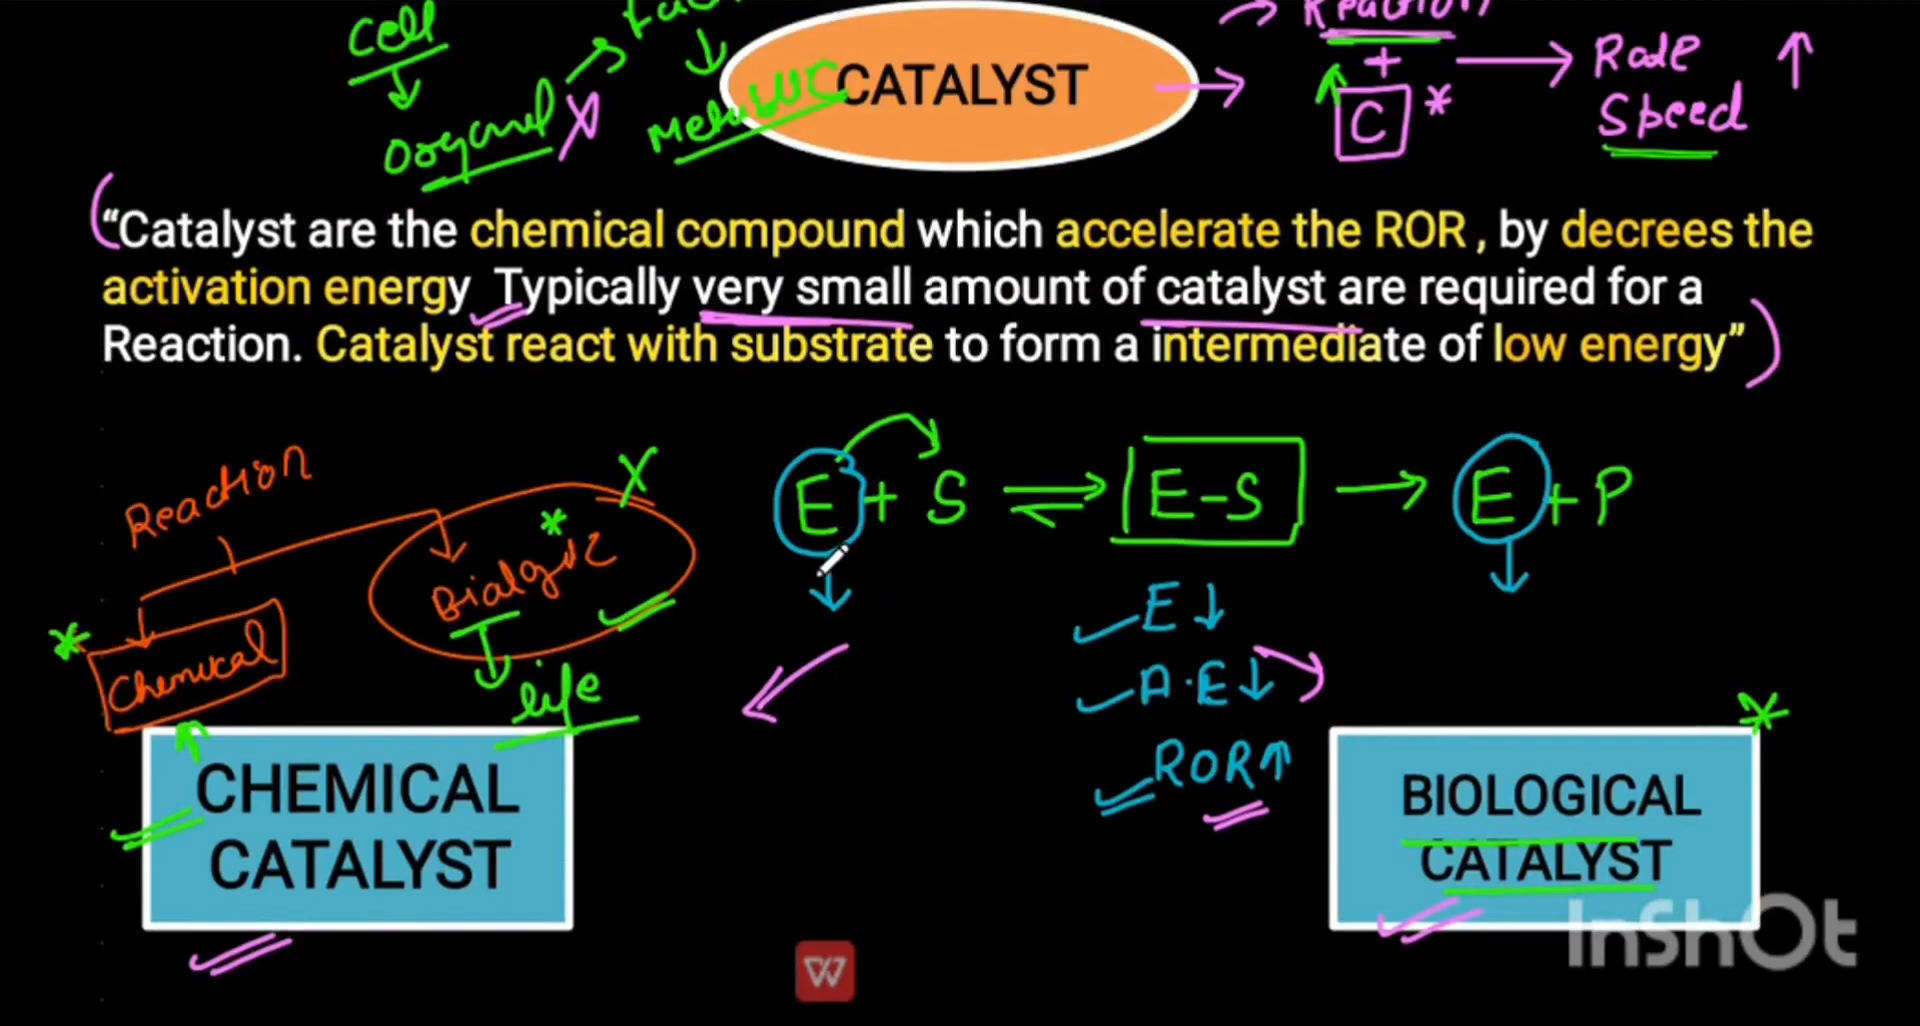 Cell
Organel
Reaction
+
C *
Rate
Speed
CATALYST
“Catalyst are the chemical compound which accelerate the ROR , by decrees the
activation energy Typically very small amount of catalyst are required for a
Reaction. Catalyst react with substrate to form a intermediate of low energy”
Reaction
Chemical
life
E + S ⇌ E-S → E + P
E ↓
A.E ↓
ROR ↑
CHEMICAL
CATALYST
BIOLOGICAL
CATALYST
InShOt
W